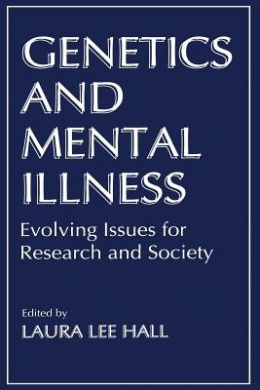 GENETICS
AND
MENTAL
ILLNESS
Evolving Issues for
Research and Society
Edited by
LAURA LEE HALL